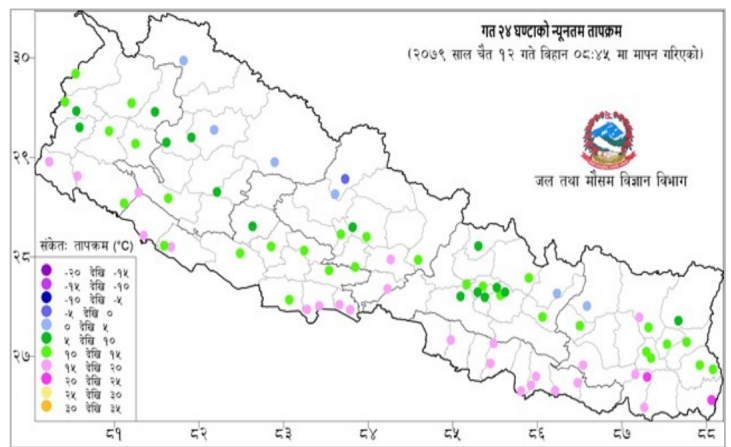 गत २४ घण्टाको न्यूनतम तापक्रम
(२०७९ साल चैत १२ गते बिहान ०८:४५ मा मापन गरिएको)
जल तथा मौसम विज्ञान विभाग
३०
२९
२८
२७
संकेतः तापक्रम (°C)
-२० देखि -१५
-१५ देखि -१०
-१० देखि -५
-५ देखि ०
० देखि ५
५ देखि १०
१० देखि १५
१५ देखि २०
२० देखि २५
२५ देखि ३०
३० देखि ३५
८१ ८२ ८३ ८४ ८५ ८६ ८७ ८८